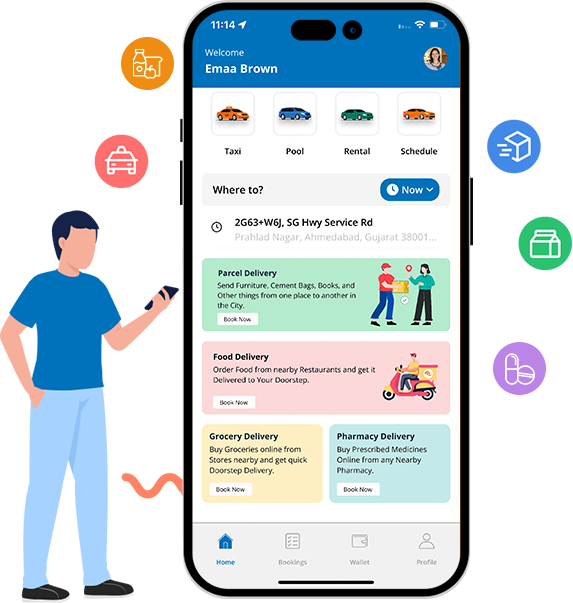 11:14
Welcome
Emaa Brown
Taxi Pool Rental Schedule
Where to? Now
2G63+W6J, SG Hwy Service Rd
Prahlad Nagar, Ahmedabad, Gujarat 38001...
Parcel Delivery
Send Furniture, Cement Bags, Books, and
Other things from one place to another in
the City.
Book Now
Food Delivery
Order Food from nearby Restaurants and get it
Delivered to Your Doorstep.
Book Now
Grocery Delivery
Buy Groceries online from
Stores nearby and get quick
Doorstep Delivery.
Book Now
Pharmacy Delivery
Buy Prescribed Medicines
Online from any Nearby
Pharmacy.
Book Now
Home Bookings Wallet Profile